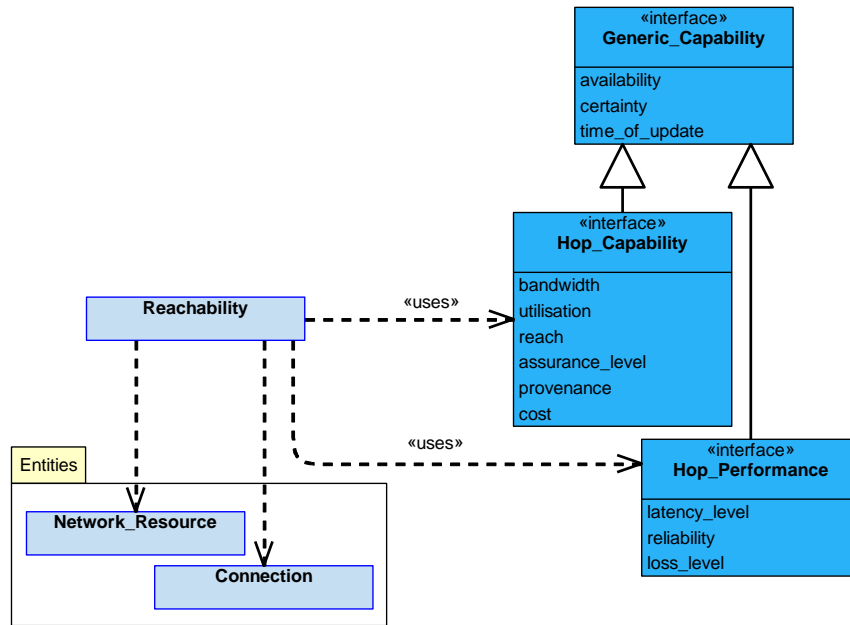 «interface»
Generic_Capability
availability
certainty
time_of_update
«interface»
Hop_Capability
bandwidth
utilisation
reach
assurance_level
provenance
cost
Reachability
«uses»
«uses»
«interface»
Hop_Performance
latency_level
reliability
loss_level
Entities
Network_Resource
Connection